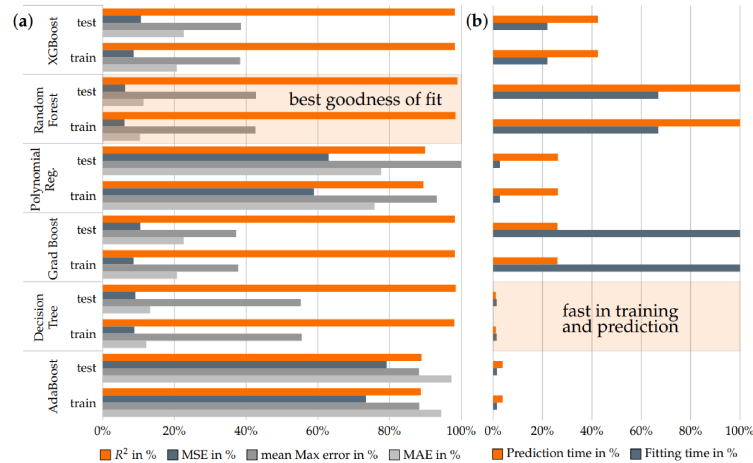 (a)
(b)
XGBoost
test
train
Random
Forest
test
train
best goodness of fit
Polynomial
Reg.
test
train
Grad Boost
test
train
Decision
Tree
test
train
fast in training
and prediction
AdaBoost
test
train
0% 20% 40% 60% 80% 100%
0% 20% 40% 60% 80% 100%
R² in % MSE in % mean Max error in % MAE in %
Prediction time in % Fitting time in %